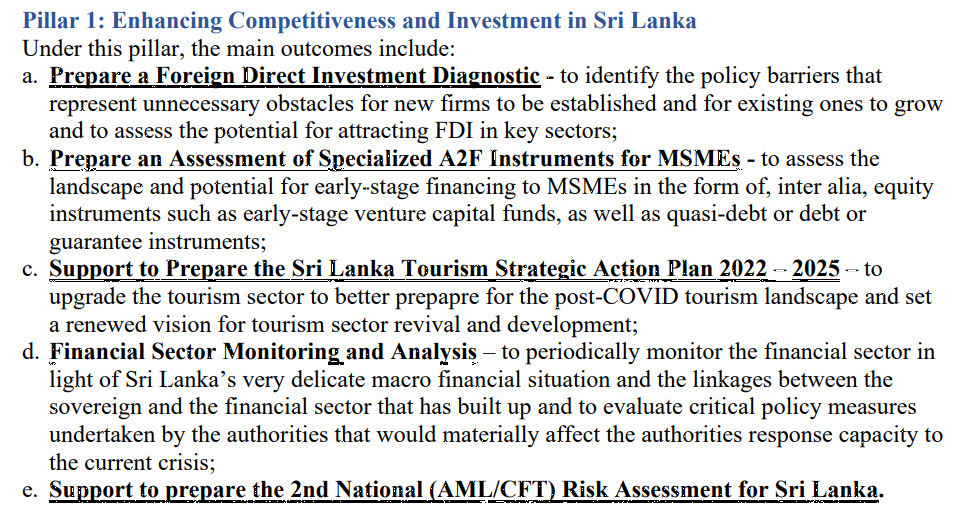 Pillar 1: Enhancing Competitiveness and Investment in Sri Lanka
Under this pillar, the main outcomes include:
a. Prepare a Foreign Direct Investment Diagnostic - to identify the policy barriers that
represent unnecessary obstacles for new firms to be established and for existing ones to grow
and to assess the potential for attracting FDI in key sectors;
b. Prepare an Assessment of Specialized A2F Instruments for MSMEs - to assess the
landscape and potential for early-stage financing to MSMEs in the form of, inter alia, equity
instruments such as early-stage venture capital funds, as well as quasi-debt or debt or
guarantee instruments;
c. Support to Prepare the Sri Lanka Tourism Strategic Action Plan 2022 – 2025 – to
upgrade the tourism sector to better prepapre for the post-COVID tourism landscape and set
a renewed vision for tourism sector revival and development;
d. Financial Sector Monitoring and Analysis – to periodically monitor the financial sector in
light of Sri Lanka’s very delicate macro financial situation and the linkages between the
sovereign and the financial sector that has built up and to evaluate critical policy measures
undertaken by the authorities that would materially affect the authorities response capacity to
the current crisis;
e. Support to prepare the 2nd National (AML/CFT) Risk Assessment for Sri Lanka.